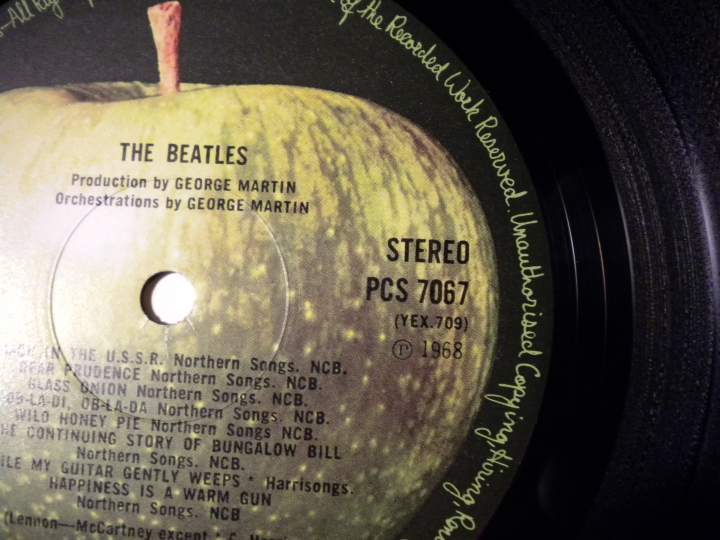 of the Recorded Work Reserved. Unauthorised Copying, Hiring,
THE BEATLES
Production by GEORGE MARTIN
Orchestrations by GEORGE MARTIN
STEREO
PCS 7067
(YEX.709)
Ⓟ 1968
IN THE U.S.S.R. Northern Songs. NCB.
DEAR PRUDENCE Northern Songs. NCB.
GLASS ONION Northern Songs. NCB.
OB-LA-DI, OB-LA-DA Northern Songs. NCB.
WILD HONEY PIE Northern Songs NCB.
HE CONTINUING STORY OF BUNGALOW BILL
Northern Songs. NCB.
ILE MY GUITAR GENTLY WEEPS * Harrisongs.
HAPPINESS IS A WARM GUN
Northern Songs. NCB
(Lennon—McCartney except * G.